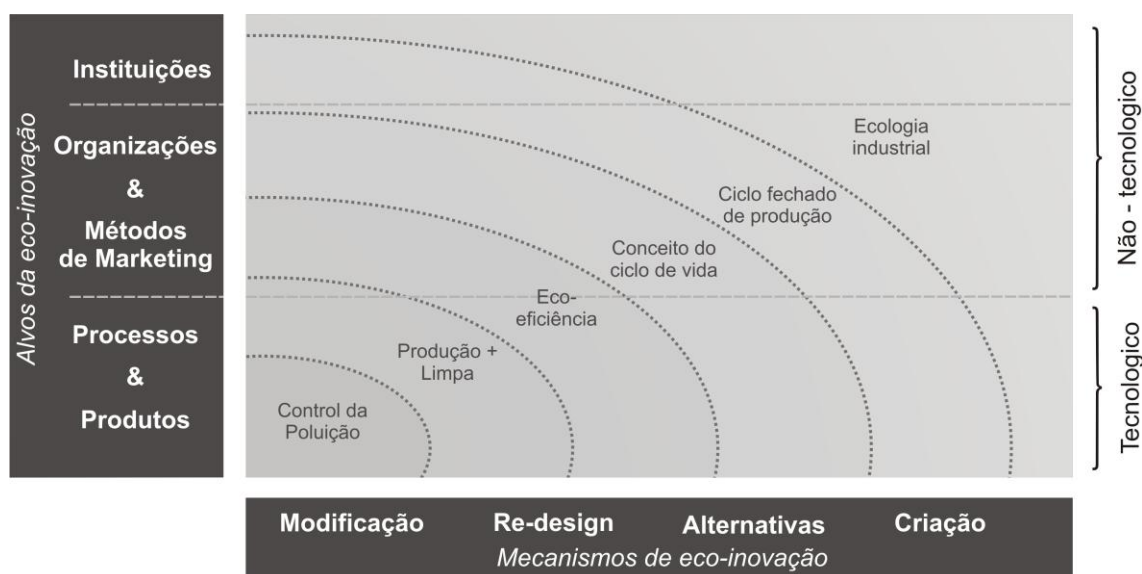 Alvos da eco-inovação
Instituições
Organizações
&
Métodos
de Marketing
Processos
&
Produtos
Ecologia
industrial
Ciclo fechado
de produção
Conceito do
ciclo de vida
Eco-
eficiência
Produção +
Limpa
Control da
Poluição
Não - tecnologico
Tecnologico
Modificação
Re-design
Alternativas
Criação
Mecanismos de eco-inovação